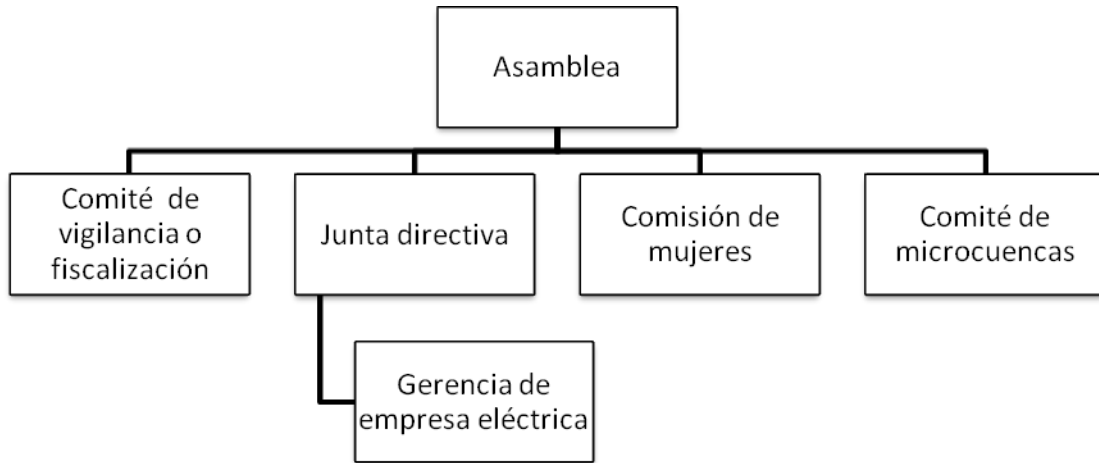 Asamblea
Comité de
vigilancia o
fiscalización
Junta directiva
Comisión de
mujeres
Comité de
microcuencas
Gerencia de
empresa eléctrica